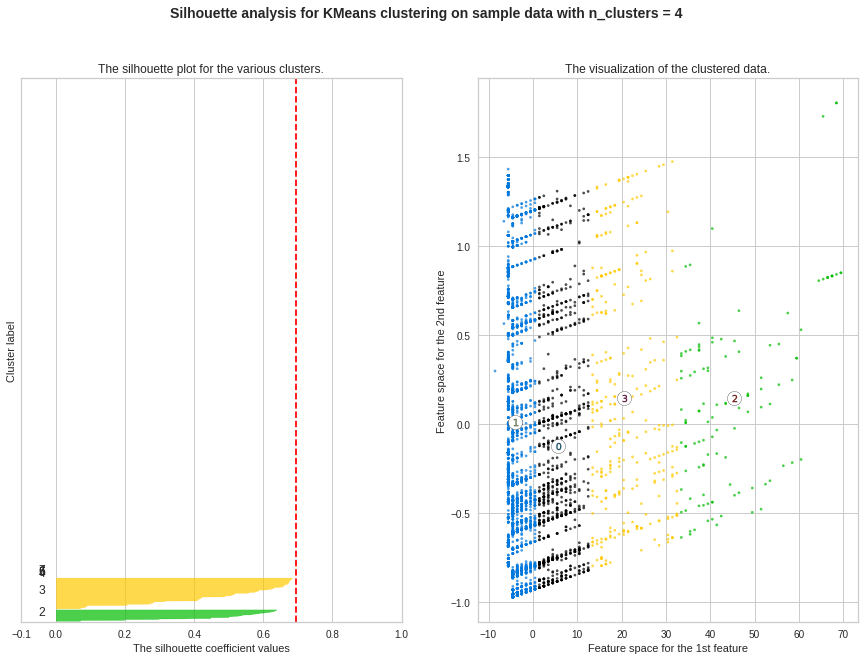 Silhouette analysis for KMeans clustering on sample data with n_clusters = 4
The silhouette plot for the various clusters.
Cluster label
3
2
−0.1 0.0 0.2 0.4 0.6 0.8 1.0
The silhouette coefficient values
The visualization of the clustered data.
Feature space for the 2nd feature
1.5
1.0
0.5
0.0
−0.5
−1.0
1
0
3
2
−10 0 10 20 30 40 50 60 70
Feature space for the 1st feature